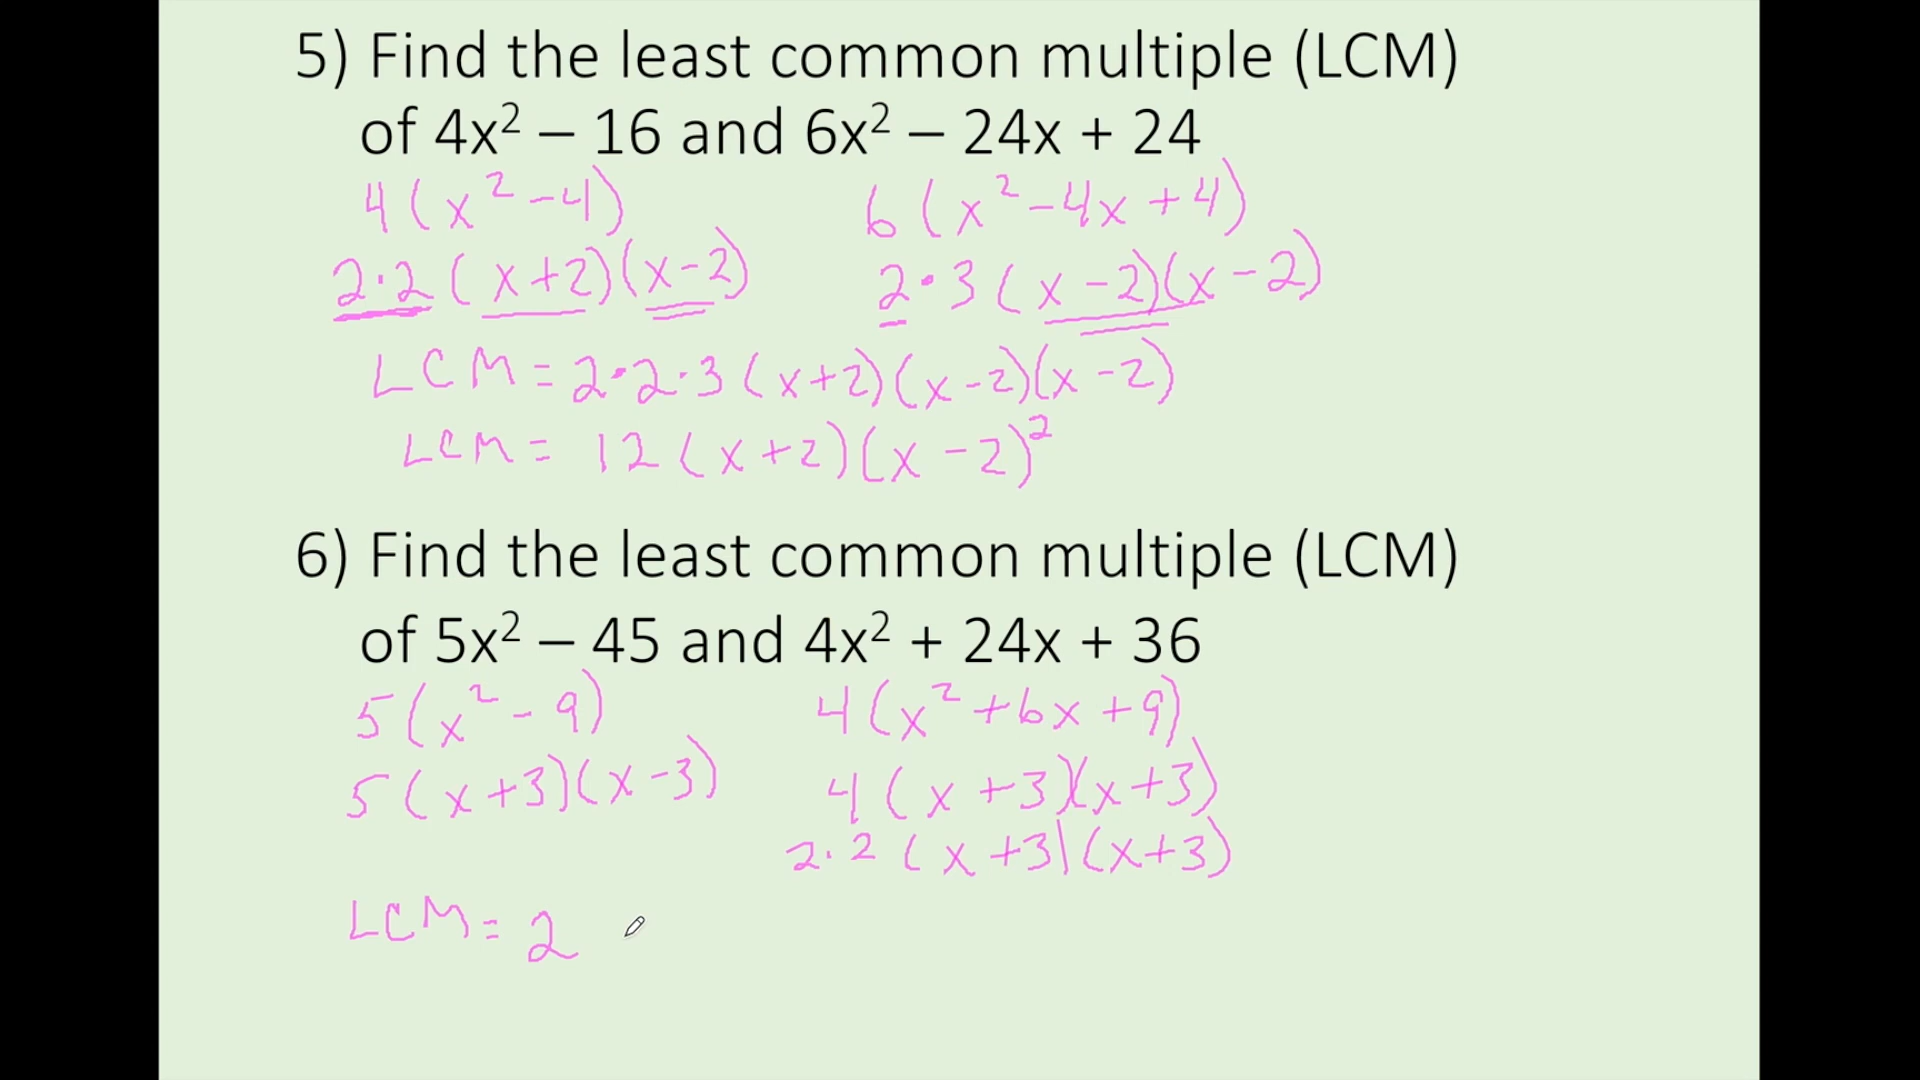 5) Find the least common multiple (LCM)
of 4x² – 16 and 6x² – 24x + 24
4(x²-4) 6(x²-4x+4)
2·2(x+2)(x-2) 2·3(x-2)(x-2)
LCM = 2·2·3(x+2)(x-2)(x-2)
LCM = 12(x+2)(x-2)²
6) Find the least common multiple (LCM)
of 5x² – 45 and 4x² + 24x + 36
5(x²-9) 4(x²+6x+9)
5(x+3)(x-3) 4(x+3)(x+3)
2·2(x+3)(x+3)
LCM = 2